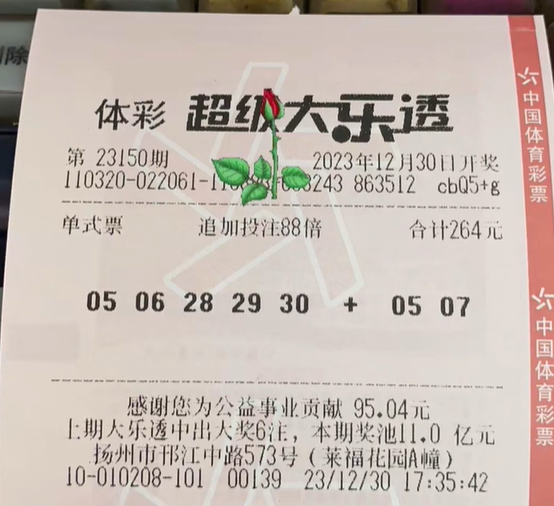 删除
体彩 超级大乐透
第 23150期 2023年12月30日开奖
110320-022061-11 243 863512 cbQ5+g
单式票 追加投注88倍 合计264元
05 06 28 29 30 + 05 07
感谢您为公益事业贡献 95.04元
上期大乐透中出大奖6注，本期奖池11.0 亿元
扬州市邗江中路573号（莱福花园A幢）
10-010208-101 00139 23/12/30 17:35:42
中国体育彩票
中国体育彩票